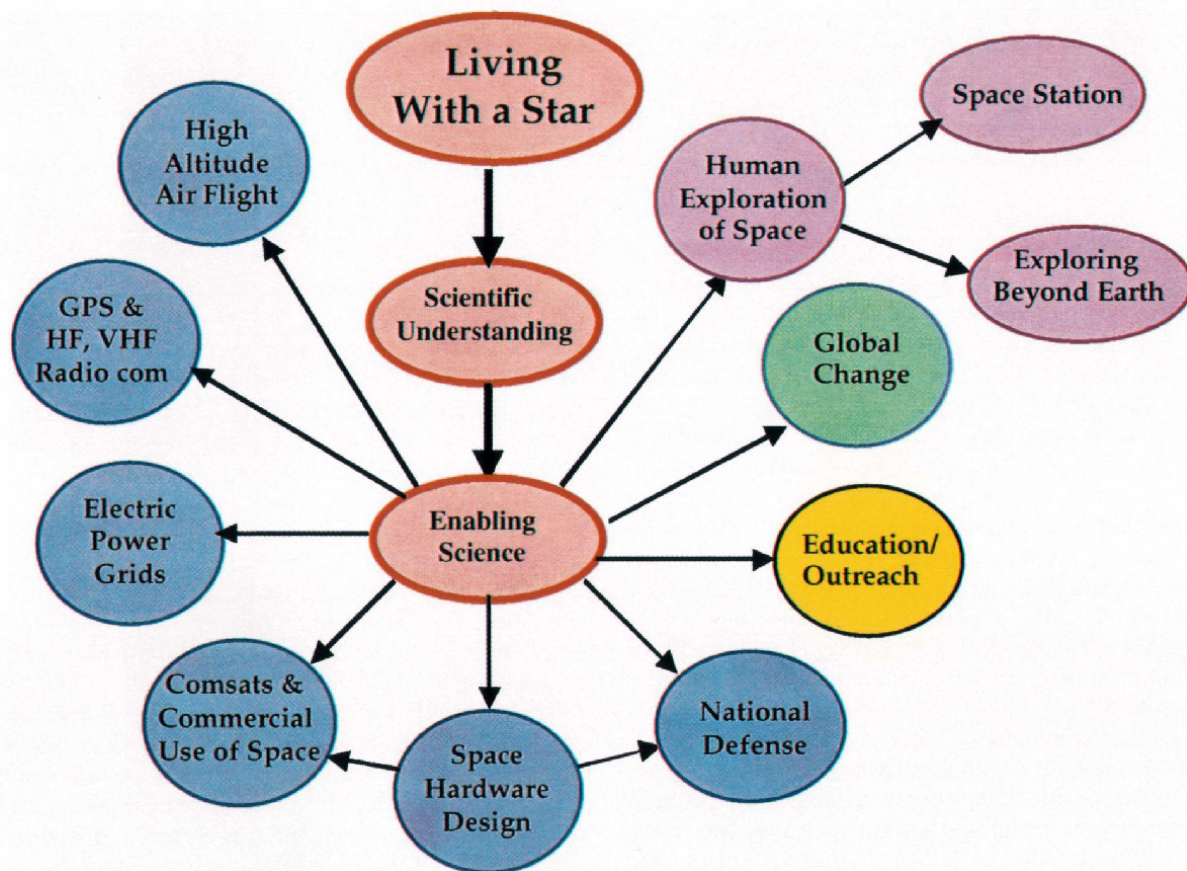 Living
With a Star
High
Altitude
Air Flight
Human
Exploration
of Space
Space Station
Exploring
Beyond Earth
Scientific
Understanding
GPS &
HF, VHF
Radio com
Global
Change
Electric
Power
Grids
Enabling
Science
Education/
Outreach
Comsats &
Commercial
Use of Space
Space
Hardware
Design
National
Defense